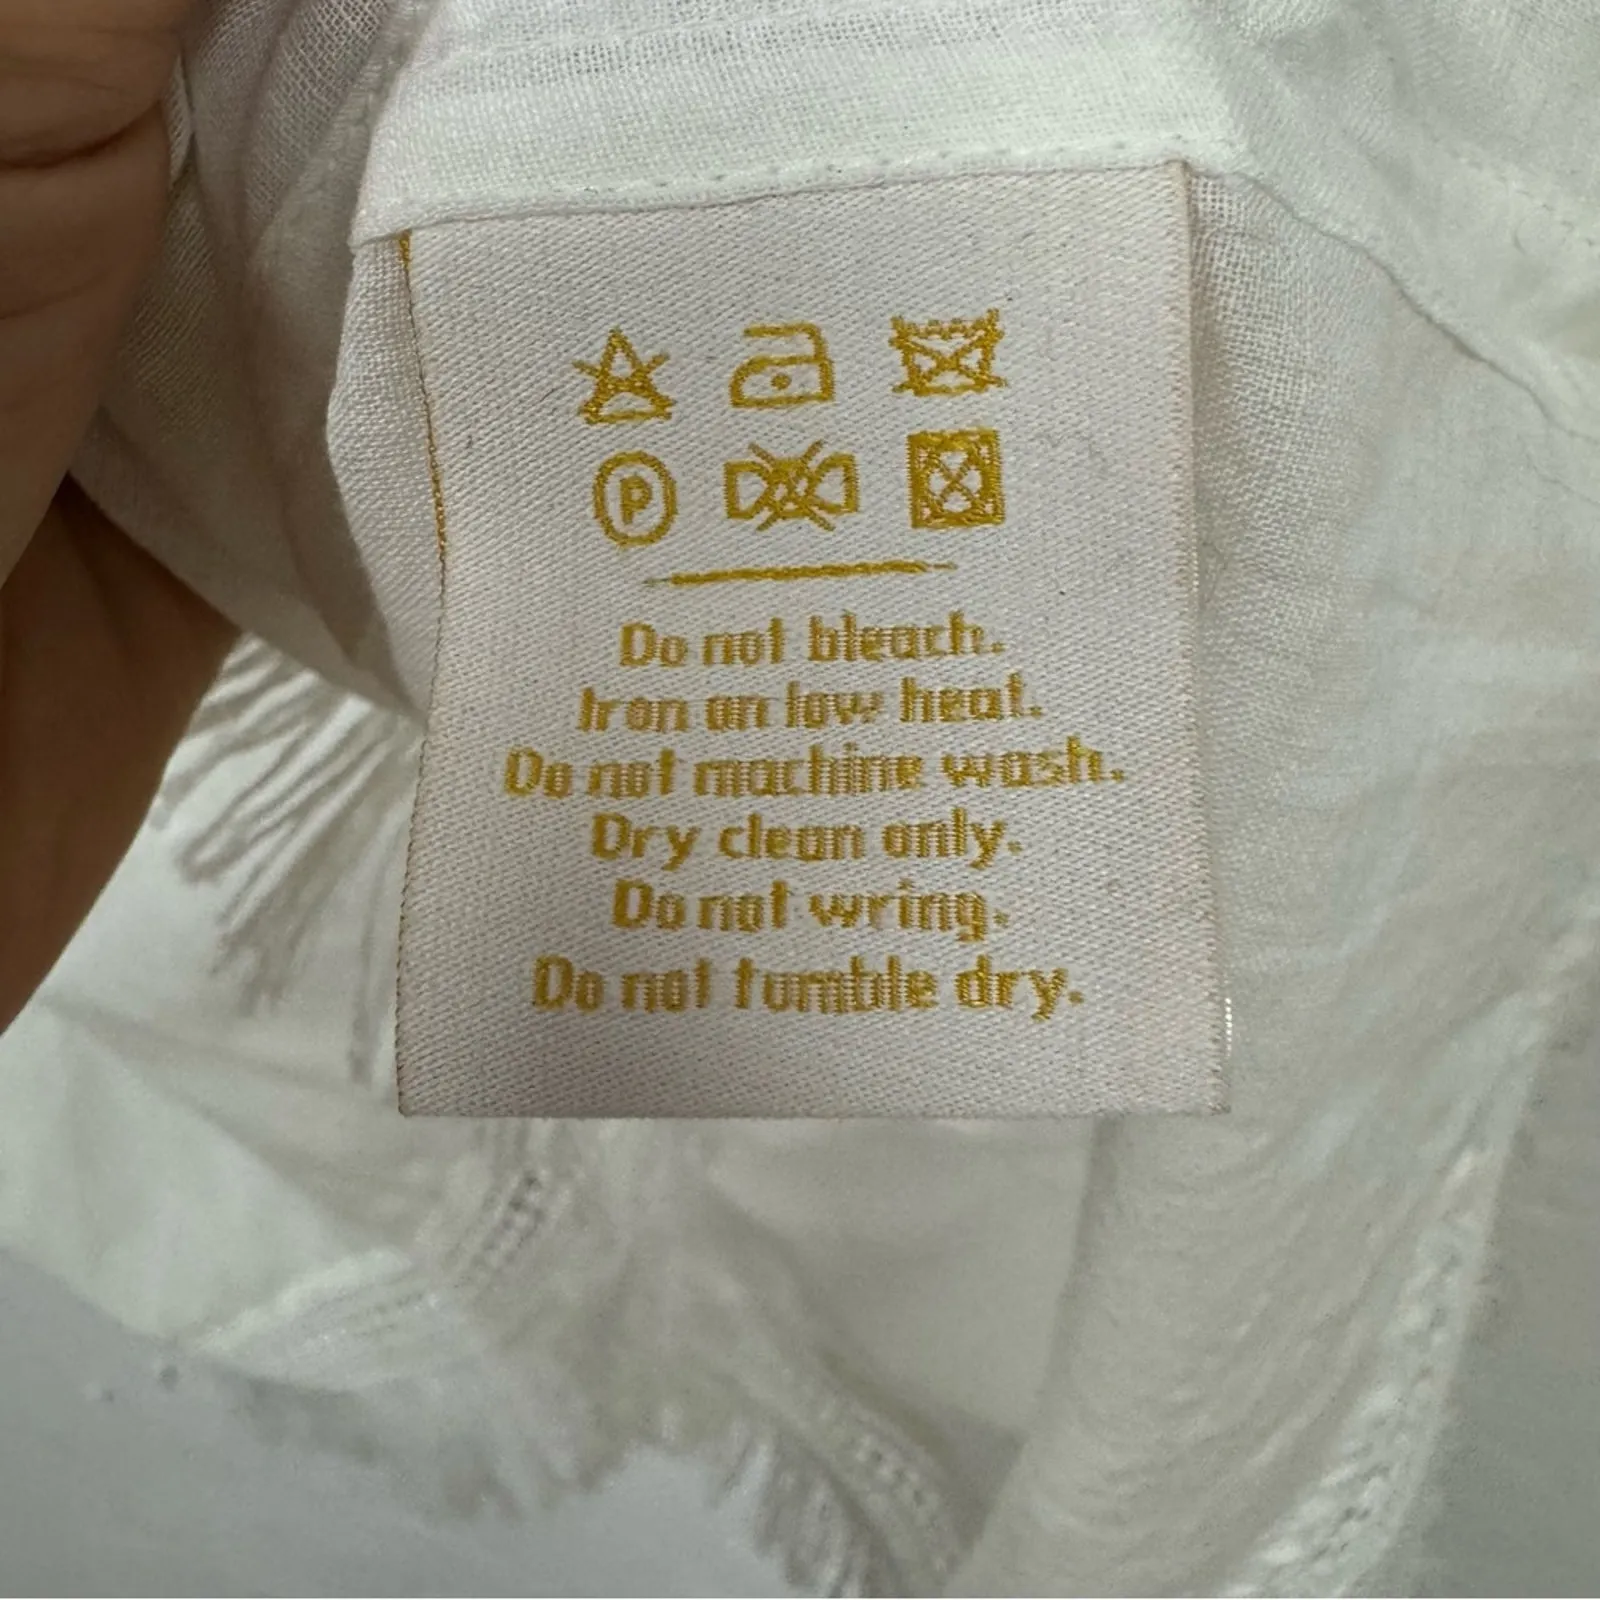 P
Do not bleach.
Iron on low heat.
Do not machine wash.
Dry clean only.
Do not wring.
Do not tumble dry.